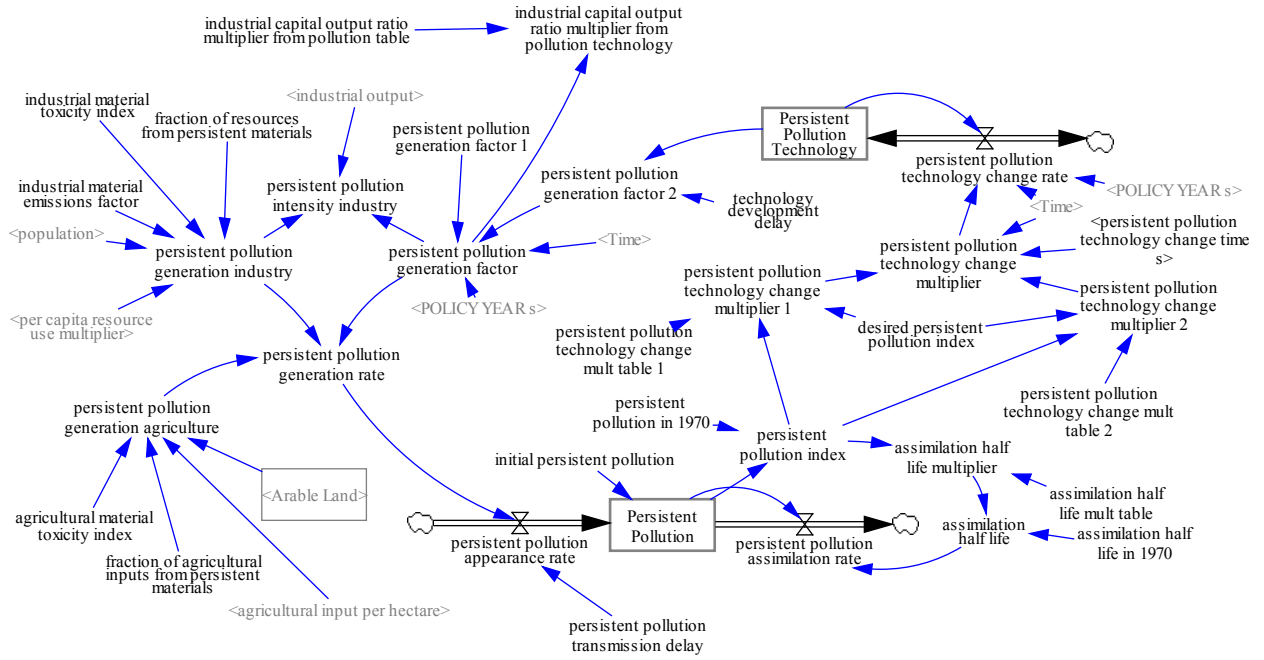 industrial capital output ratio
multiplier from pollution table
industrial capital output
ratio multiplier from
pollution technology
industrial material
toxicity index
fraction of resources
from persistent materials
<industrial output>
persistent pollution
generation factor 1
Persistent
Pollution
Technology
persistent pollution
technology change rate
<POLICY YEAR s>
<Time>
persistent pollution
generation factor 2
technology
development
delay
industrial material
emissions factor
persistent pollution
intensity industry
<population>
persistent pollution
generation industry
persistent pollution
generation factor
<Time>
<POLICY YEAR s>
<persistent pollution
technology change time
s>
persistent pollution
technology change
multiplier
persistent pollution
technology change
multiplier 1
persistent pollution
technology change
multiplier 2
<per capita resource
use multiplier>
desired persistent
pollution index
persistent pollution
technology change
mult table 1
persistent pollution
generation rate
persistent pollution
technology change mult
table 2
persistent pollution
generation agriculture
persistent
pollution in 1970
persistent
pollution index
assimilation half
life multiplier
initial persistent pollution
<Arable Land>
assimilation half
life mult table
agricultural material
toxicity index
Persistent
Pollution
assimilation
half life
assimilation half
life in 1970
persistent pollution
appearance rate
persistent pollution
assimilation rate
fraction of agricultural
inputs from persistent
materials
<agricultural input per hectare>
persistent pollution
transmission delay